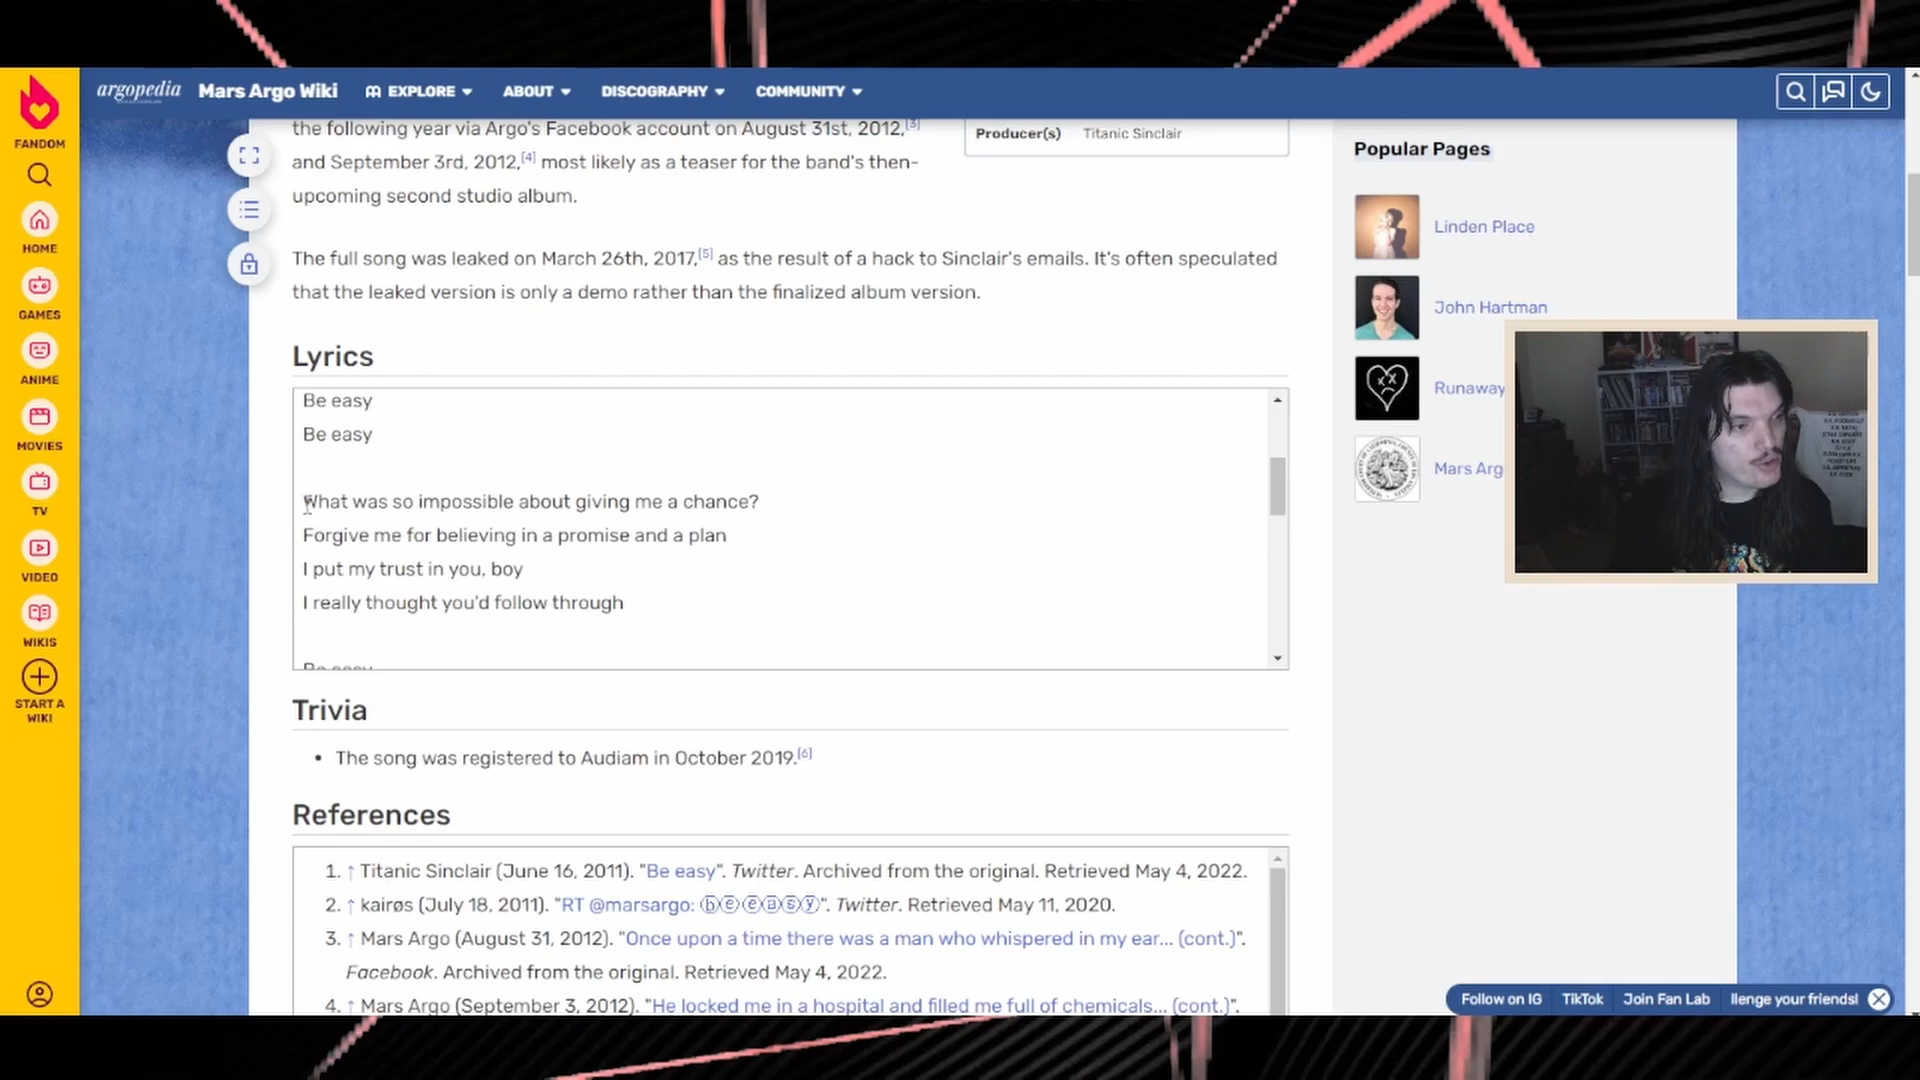 argopedia
Mars Argo Wiki
EXPLORE
ABOUT
DISCOGRAPHY
COMMUNITY
FANDOM
HOME
GAMES
ANIME
MOVIES
TV
VIDEO
WIKIS
START A
WIKI
the following year via Argo's Facebook account on August 31st, 2012,[3]
and September 3rd, 2012,[4] most likely as a teaser for the band's then-
upcoming second studio album.
Producer(s) Titanic Sinclair
The full song was leaked on March 26th, 2017,[5] as the result of a hack to Sinclair's emails. It's often speculated
that the leaked version is only a demo rather than the finalized album version.
Lyrics
Be easy
Be easy
What was so impossible about giving me a chance?
Forgive me for believing in a promise and a plan
I put my trust in you, boy
I really thought you'd follow through
Be easy
Trivia
• The song was registered to Audiam in October 2019.[6]
References
1. ↑ Titanic Sinclair (June 16, 2011). "Be easy". Twitter. Archived from the original. Retrieved May 4, 2022.
2. ↑ kairøs (July 18, 2011). "RT @marsargo: ⓑⓔ ⓔⓐⓢⓨ". Twitter. Retrieved May 11, 2020.
3. ↑ Mars Argo (August 31, 2012). "Once upon a time there was a man who whispered in my ear... (cont.)".
Facebook. Archived from the original. Retrieved May 4, 2022.
4. ↑ Mars Argo (September 3, 2012). "He locked me in a hospital and filled me full of chemicals... (cont.)".
Popular Pages
Linden Place
John Hartman
Runaway
Mars Arg
Follow on IG
TikTok
Join Fan Lab
llenge your friends!